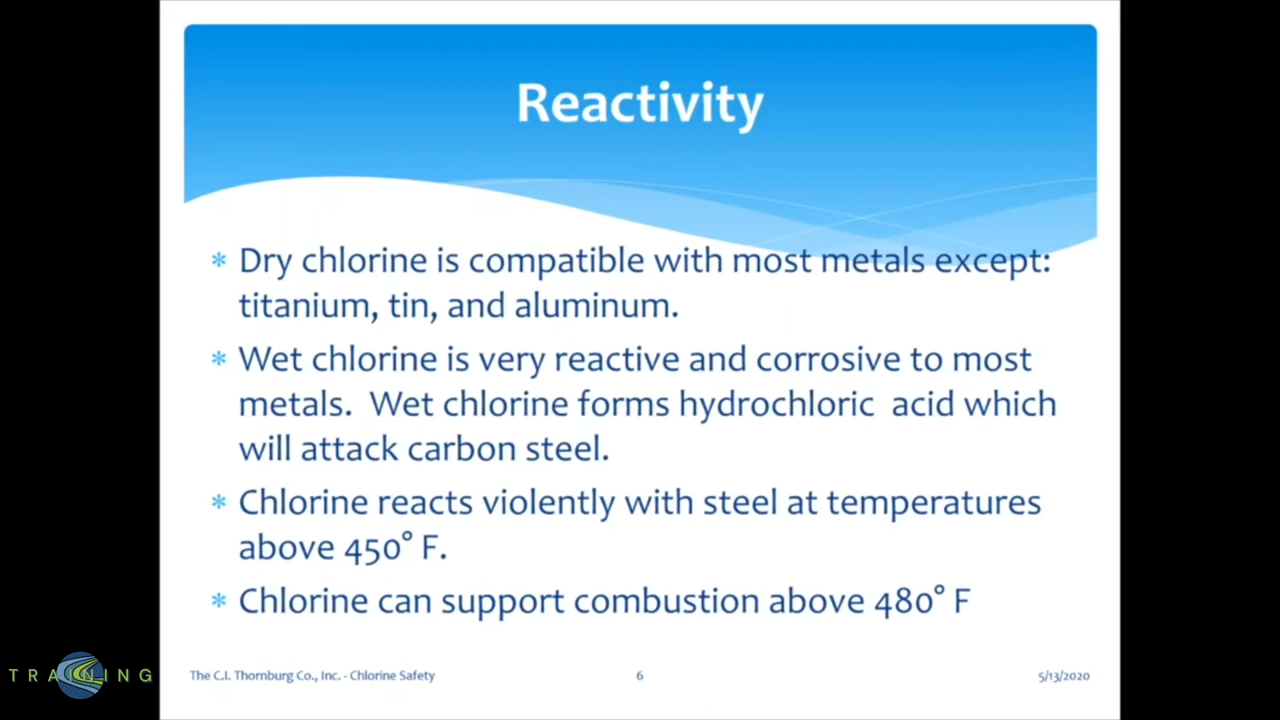 Reactivity
* Dry chlorine is compatible with most metals except:
titanium, tin, and aluminum.
* Wet chlorine is very reactive and corrosive to most
metals. Wet chlorine forms hydrochloric acid which
will attack carbon steel.
* Chlorine reacts violently with steel at temperatures
above 450° F.
* Chlorine can support combustion above 480° F
TRAINING
The C.I. Thornburg Co., Inc. - Chlorine Safety
6
5/13/2020